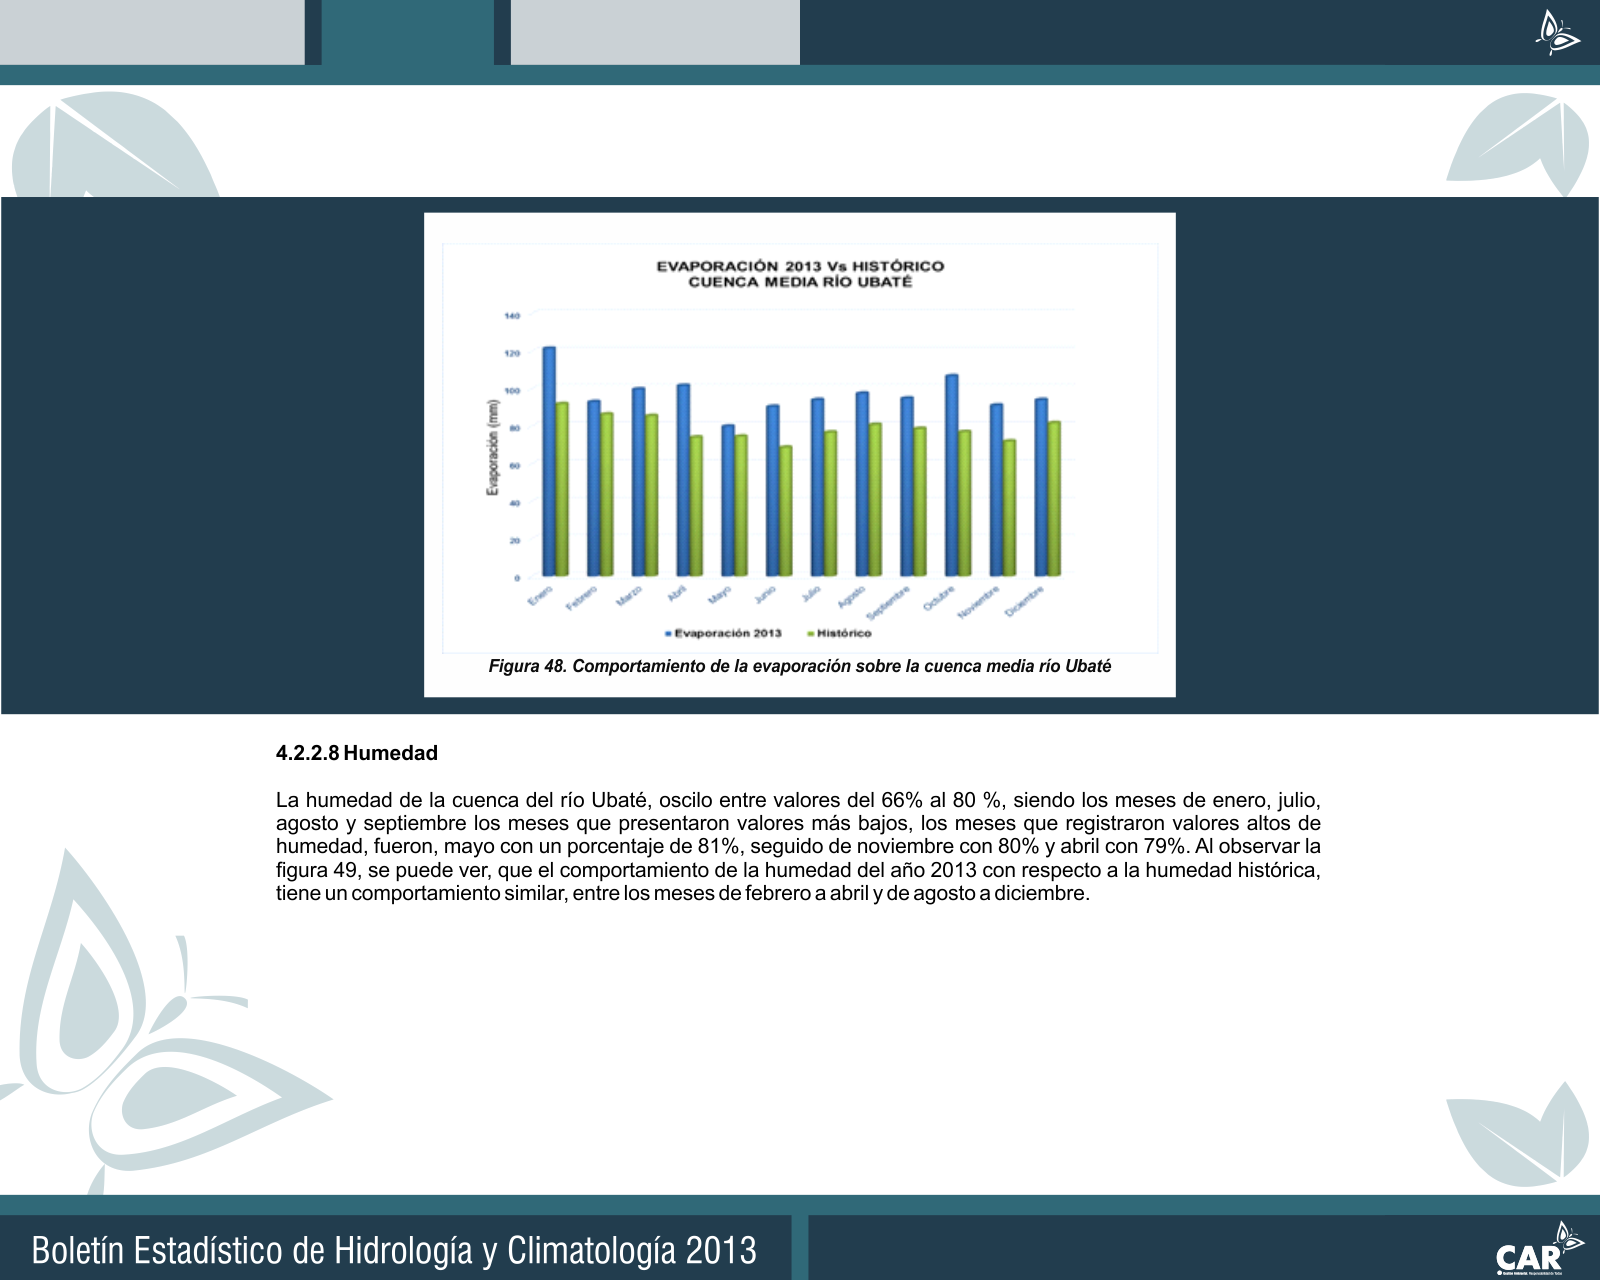 EVAPORACIÓN 2013 Vs HISTÓRICO
CUENCA MEDIA RÍO UBATÉ
140
120
100
80
60
40
20
0
Evaporación (mm)
Enero
Febrero
Marzo
Abril
Mayo
Junio
Julio
Agosto
Septiembre
Octubre
Noviembre
Diciembre
Evaporación 2013 Histórico
Figura 48. Comportamiento de la evaporación sobre la cuenca media río Ubaté
4.2.2.8 Humedad
La humedad de la cuenca del río Ubaté, oscilo entre valores del 66% al 80 %, siendo los meses de enero, julio,
agosto y septiembre los meses que presentaron valores más bajos, los meses que registraron valores altos de
humedad, fueron, mayo con un porcentaje de 81%, seguido de noviembre con 80% y abril con 79%. Al observar la
figura 49, se puede ver, que el comportamiento de la humedad del año 2013 con respecto a la humedad histórica,
tiene un comportamiento similar, entre los meses de febrero a abril y de agosto a diciembre.
Boletín Estadístico de Hidrología y Climatología 2013
CAR